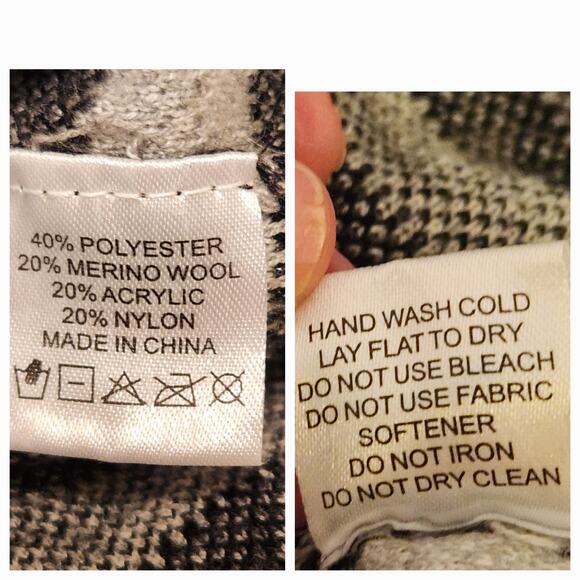 40% POLYESTER
20% MERINO WOOL
20% ACRYLIC
20% NYLON
MADE IN CHINA
HAND WASH COLD
LAY FLAT TO DRY
DO NOT USE BLEACH
DO NOT USE FABRIC
SOFTENER
DO NOT IRON
DO NOT DRY CLEAN